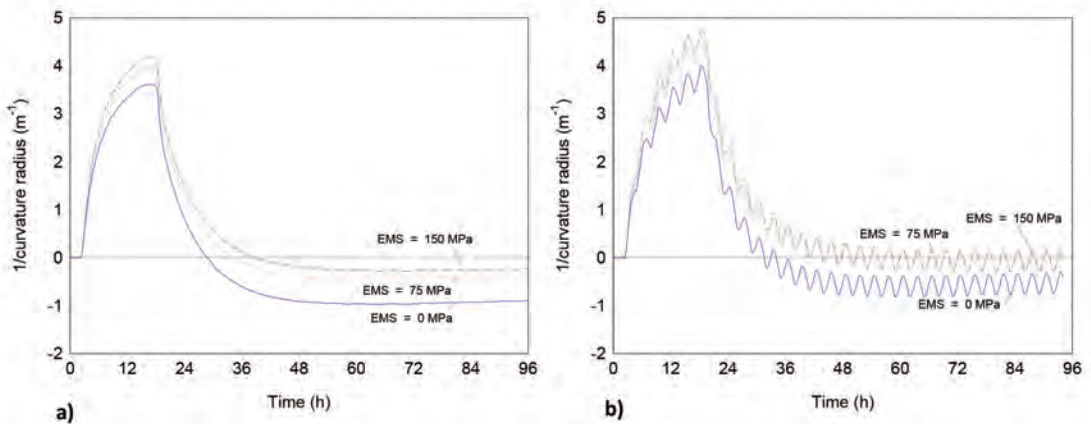 5
4
3
2
1
0
-1
-2
1/curvature radius (m⁻¹)
EMS = 150 MPa
EMS = 75 MPa
EMS = 0 MPa
0 12 24 36 48 60 72 84 96
Time (h)
a)
5
4
3
2
1
0
-1
-2
1/curvature radius (m⁻¹)
EMS = 150 MPa
EMS = 75 MPa
EMS = 0 MPa
0 12 24 36 48 60 72 84 96
Time (h)
b)